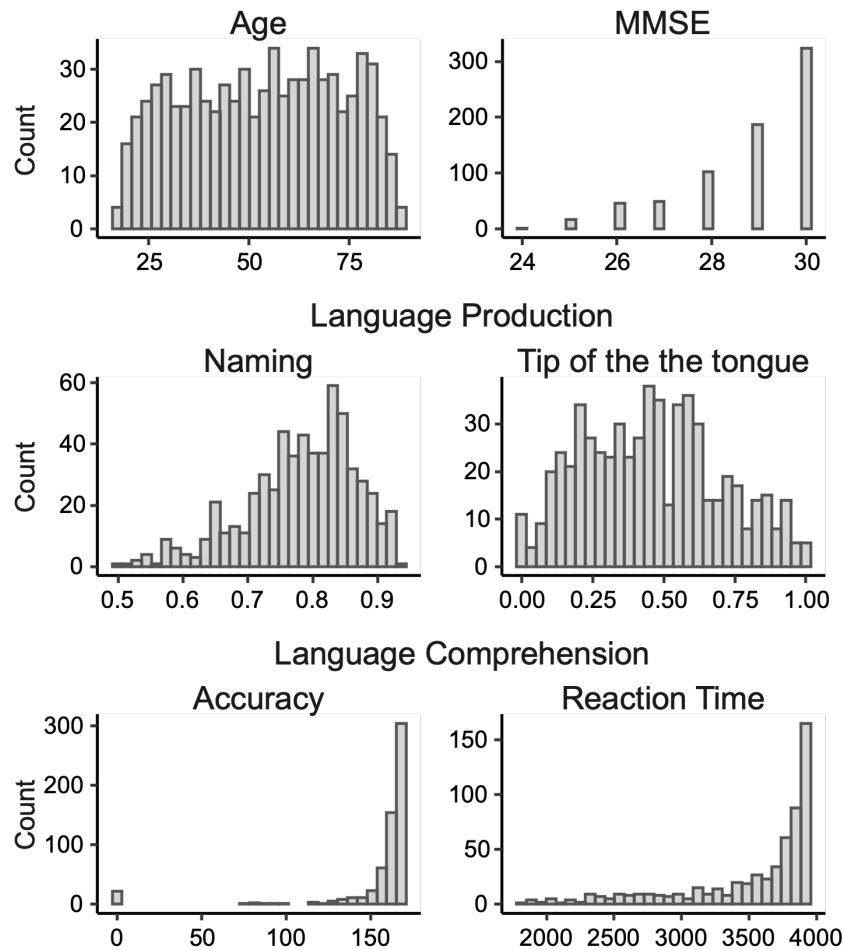 Age
MMSE
Count
30
20
10
0
25 50 75
300
200
100
0
24 26 28 30
Language Production
Naming
Tip of the the tongue
Count
60
40
20
0
0.5 0.6 0.7 0.8 0.9
30
20
10
0
0.00 0.25 0.50 0.75 1.00
Language Comprehension
Accuracy
Reaction Time
Count
300
200
100
0
0 50 100 150
150
100
50
0
2000 2500 3000 3500 4000